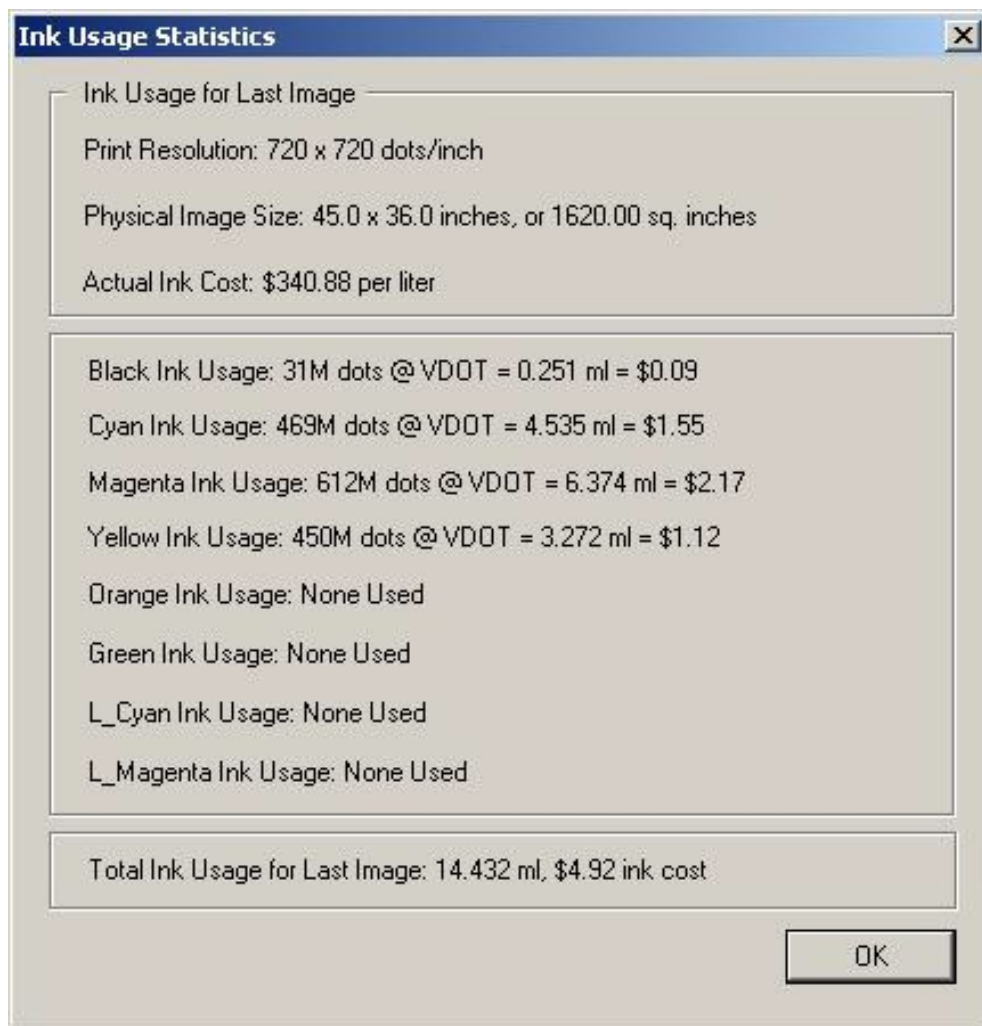 Ink Usage Statistics
Ink Usage for Last Image
Print Resolution: 720 x 720 dots/inch
Physical Image Size: 45.0 x 36.0 inches, or 1620.00 sq. inches
Actual Ink Cost: $340.88 per liter
Black Ink Usage: 31M dots @ VDOT = 0.251 ml = $0.09
Cyan Ink Usage: 469M dots @ VDOT = 4.535 ml = $1.55
Magenta Ink Usage: 612M dots @ VDOT = 6.374 ml = $2.17
Yellow Ink Usage: 450M dots @ VDOT = 3.272 ml = $1.12
Orange Ink Usage: None Used
Green Ink Usage: None Used
L_Cyan Ink Usage: None Used
L_Magenta Ink Usage: None Used
Total Ink Usage for Last Image: 14.432 ml, $4.92 ink cost
OK